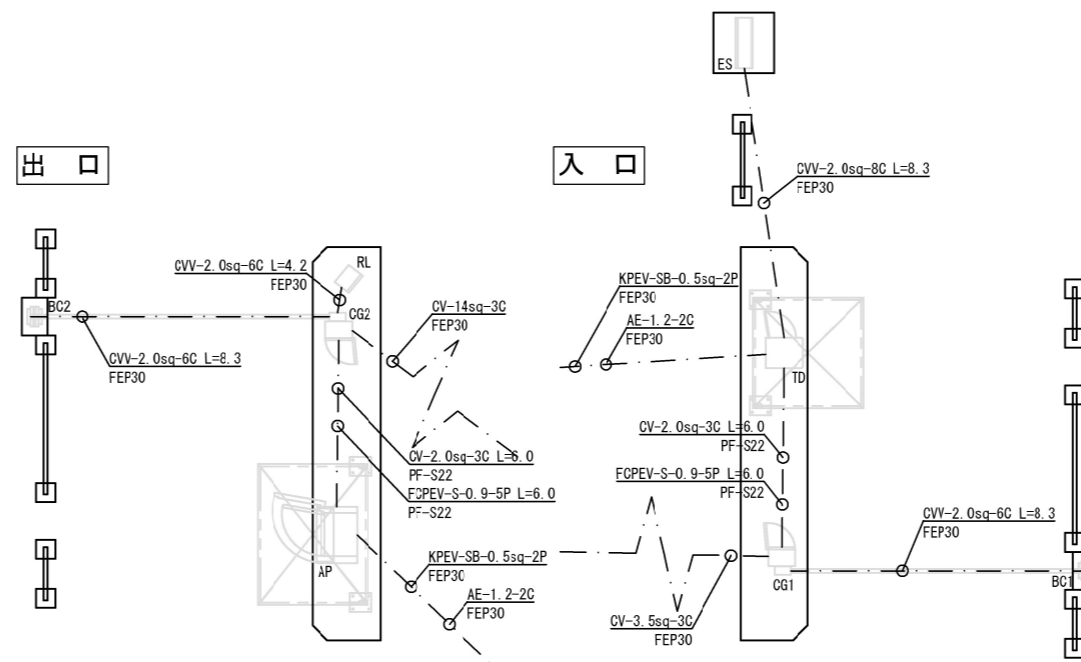 出 口
入 口
ES
CVV-2.0sq-8C L=8.3
FEP30
CVV-2.0sq-6C L=4.2
FEP30
RL
BC2
CG2
CVV-2.0sq-6C L=8.3
FEP30
CV-14sq-3C
FEP30
KPEV-SB-0.5sq-2P
FEP30
AE-1.2-2C
FEP30
TD
CV-2.0sq-3C L=6.0
PF-S22
FCPEV-S-0.9-5P L=6.0
PF-S22
CV-2.0sq-3C L=6.0
PF-S22
FCPEV-S-0.9-5P L=6.0
PF-S22
AP
KPEV-SB-0.5sq-2P
FEP30
AE-1.2-2C
FEP30
CVV-2.0sq-6C L=8.3
FEP30
CG1
BC1
CV-3.5sq-3C
FEP30